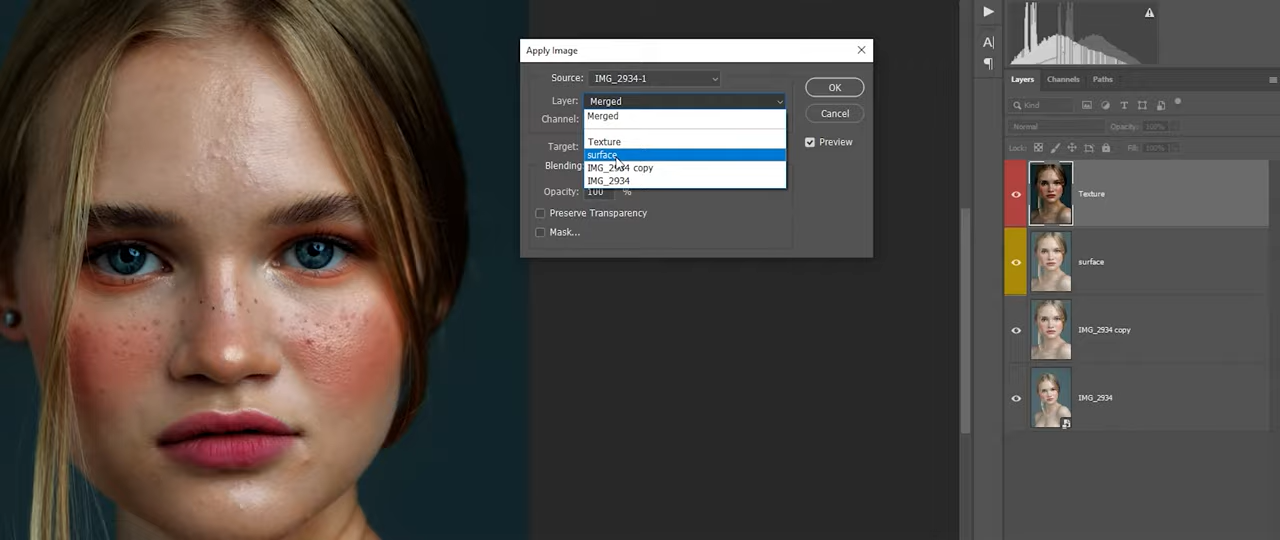 Apply Image
Source: IMG_2934-1
OK
Layer: Merged
Merged
Channel:
Cancel
Texture
Preview
Target:
surface
Blending
IMG_2934 copy
IMG_2934
Opacity: 100 %
Preserve Transparency
Mask...
A
Layers Channels Paths
Kind
Normal Opacity: 100%
Lock: Fill: 100%
Texture
surface
IMG_2934 copy
IMG_2934